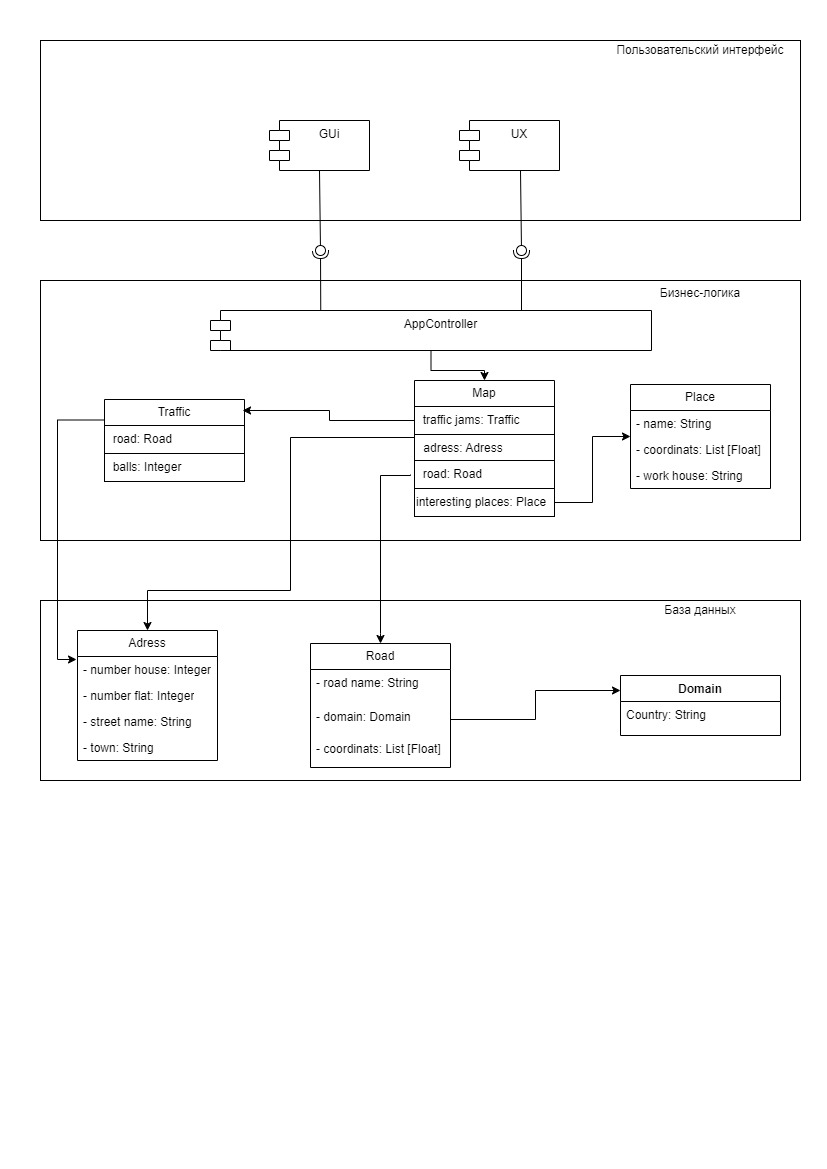 Пользовательский интерфейс
GUi
UX
Бизнес-логика
AppController
Traffic
road: Road
balls: Integer
Map
traffic jams: Traffic
adress: Adress
road: Road
interesting places: Place
Place
- name: String
- coordinats: List [Float]
- work house: String
База данных
Adress
- number house: Integer
- number flat: Integer
- street name: String
- town: String
Road
- road name: String
- domain: Domain
- coordinats: List [Float]
Domain
Country: String